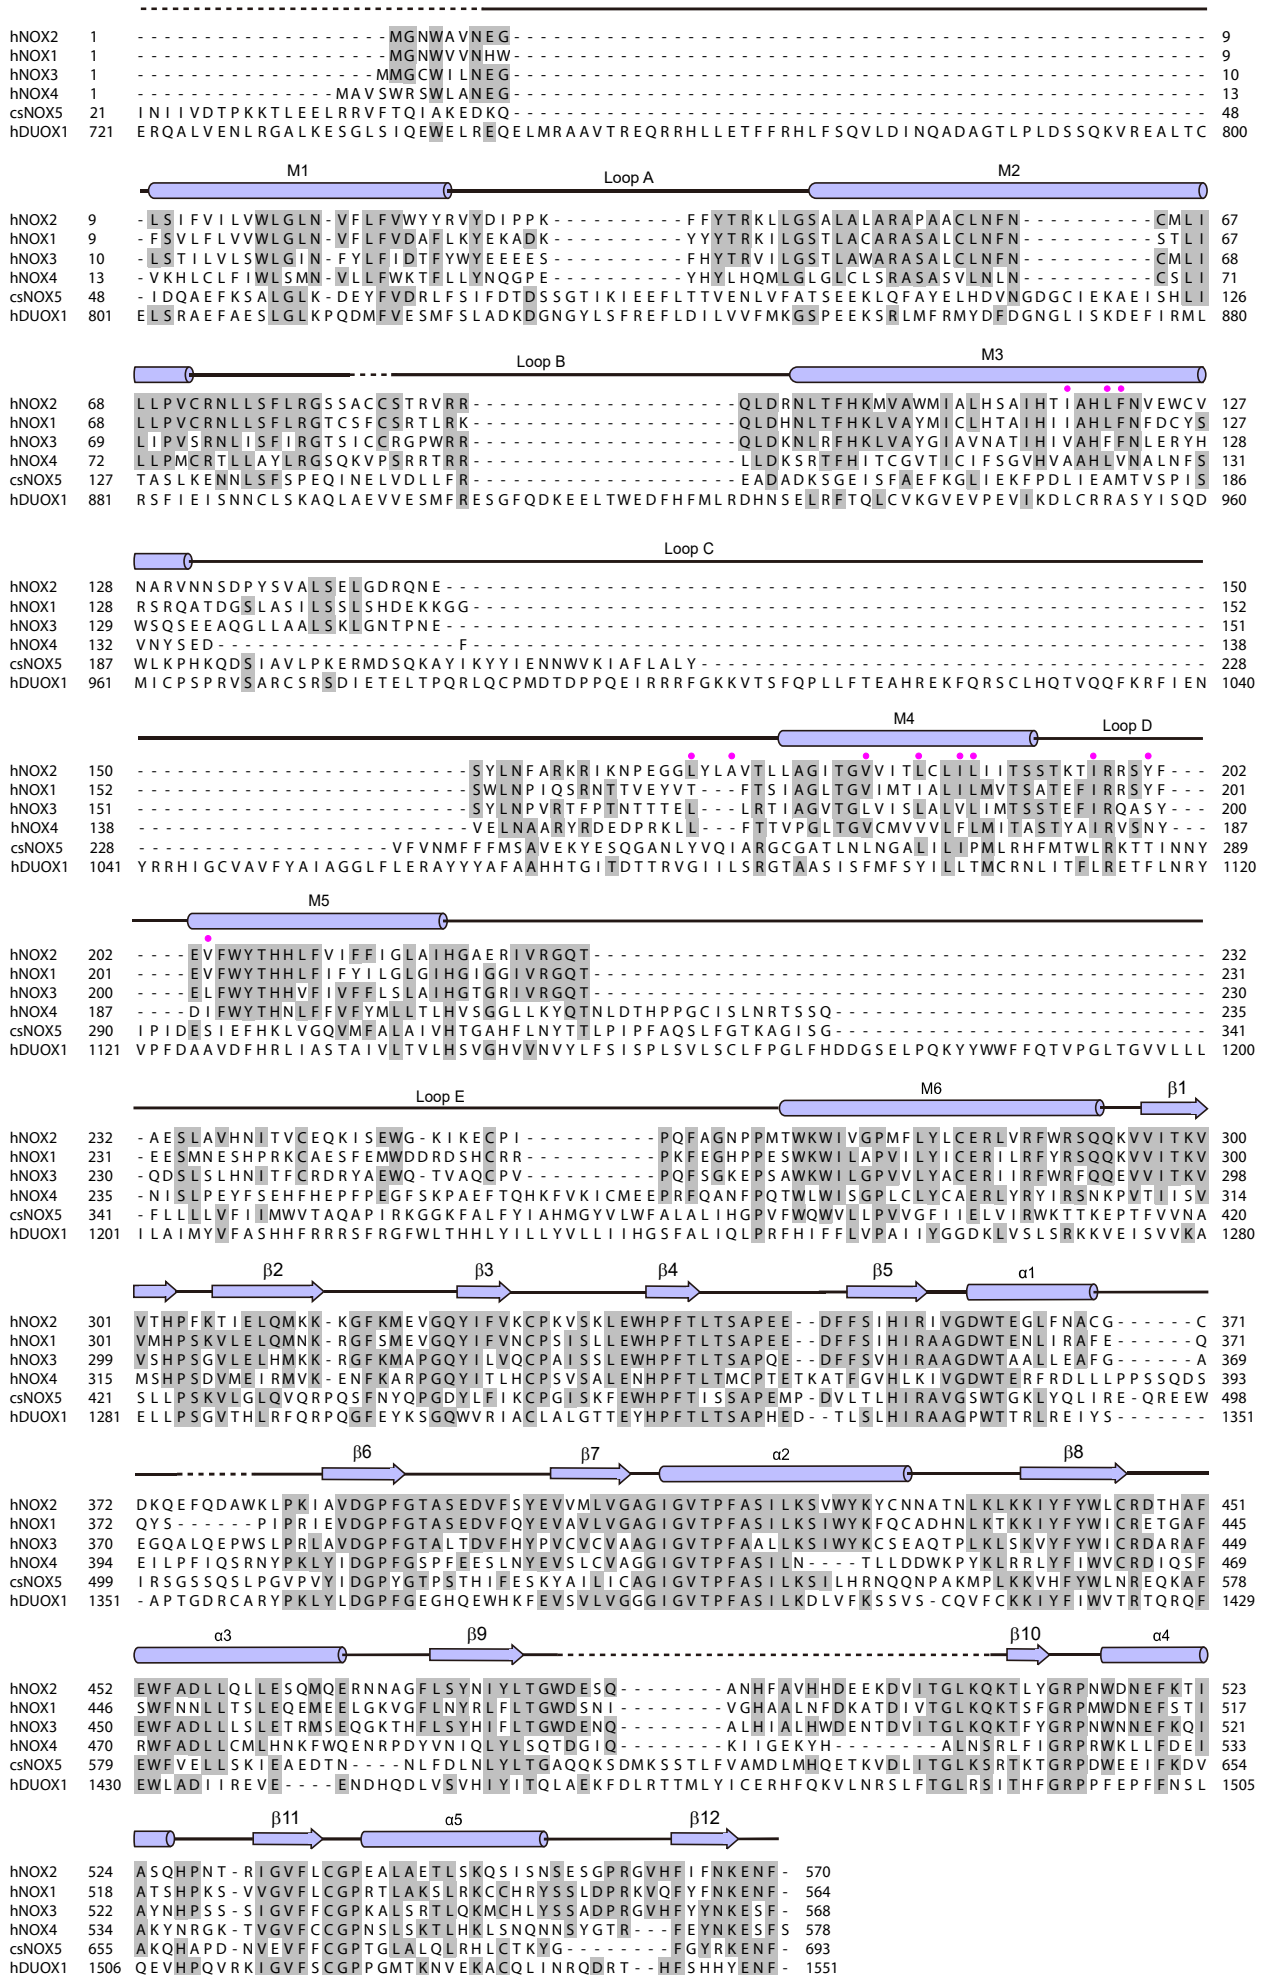 hNOX2 1 -------------------MGNWAVNEG---------------------------------------------------- 9
hNOX1 1 -------------------MGNWVVNHW---------------------------------------------------- 9
hNOX3 1 ------------------MMGCWILNEG---------------------------------------------------- 10
hNOX4 1 ---------------MAVSWRSWLANEG---------------------------------------------------- 13
csNOX5 21 INIIVDTPKKTLEELRRVFTQIAKEDKQ---------------------------------------------------- 48
hDUOX1 721 ERQALVENLRGALKESGLSIQEWELREQELMRAAVTREQRRHLLETFFRHLFSQVLDINQADAGTLPLDSSQKVREALTC 800
M1 Loop A M2
hNOX2 9 -LSIFVILVWLGLN-VFLFVWYYRVYDIPPK----------FFYTRKLLGSALALARAPAACLNFN----------CMLI 67
hNOX1 9 -FSVLFLVVWLGLN-VFLFVDAFLKYEKADK----------YYYTRKILGSTLACARASALCLNFN----------STLI 67
hNOX3 10 -LSTILVLSWLGIN-FYLFIDTFYWYEEEES----------FHYTRVILGSTLAWARASALCLNFN----------CMLI 68
hNOX4 13 -VKHLCLFIWLSMN-VLLFWKTFLLYNQGPE----------YHYLHQMLGLGLCLSRASASVLNLN----------CSLI 71
csNOX5 48 -IDQAEFKSALGLK-DEYFVDRLFSIFDTDSSGTIKIEEFLTTVENLVFATSEEKLQFAYELHDVNGDGCIEKAEISHLI 126
hDUOX1 801 ELSRAEFAESLGLKPQDMFVESMFSLADKDGNGYLSFREFLDILVVFMKGSPEEKSRLMFRMYDFDGNGLISKDEFIRML 880
Loop B M3
hNOX2 68 LLPVCRNLLSFLRGSSACCSTRVRR--------------------QLDRNLTFHKMVAWMIALHSAIHTIAHLFNVEWCV 127
hNOX1 68 LLPVCRNLLSFLRGTCSFCSRTLRK--------------------QLDHNLTFHKLVAYMICLHTAIHIIAHLFNFDCYS 127
hNOX3 69 LIPVSRNLISFIRGTSICCRGPWRR--------------------QLDKNLRFHKLVAYGIAVNATIHIVAHFFNLERYH 128
hNOX4 72 LLPMCRTLLAYLRGSQKVPSRRTRR--------------------LLDKSRTFHITCGVTICIFSGVHVAAHLVNALNFS 131
csNOX5 127 TASLKENNLSFSPEQINELVDLLFR--------------------EADADKSGEISFAEFKGLIEKFPDLIEAMTVSPIS 186
hDUOX1 881 RSFIEISNNCLSKAQLAEVVESMFRESGFQDKEELTWEDFHFMLRDHNSELRFTQLCVKGVEVPEVIKDLCRRASYISQD 960
Loop C
hNOX2 128 NARVNNSDPYSVALSELGDRQNE--------------------------------------------------------- 150
hNOX1 128 RSRQATDGSLASILSSLSHDEKKGG------------------------------------------------------- 152
hNOX3 129 WSQSEEAQGLLAALSKLGNTPNE--------------------------------------------------------- 151
hNOX4 132 VNYSED------------------F------------------------------------------------------- 138
csNOX5 187 WLKPHKQDSIAVLPKERMDSQKAYIKYYIENNWVKIAFLALY-------------------------------------- 228
hDUOX1 961 MICPSPRVSARCSRSDIETELTPQRLQCPMDTDPPQEIRRRFGKKVTSFQPLLFTEAHREKFQRSCLHQTVQQFKRFIEN 1040
M4 Loop D
hNOX2 150 -------------------------SYLNFARKRIKNPEGGLYLAVTLLAGITGVVITLCLILIITSSTKTIRRSYF--- 202
hNOX1 152 -------------------------SWLNPIQSRNTTVEYVT---FTSIAGLTGVIMTIALILMVTSATEFIRRSYF--- 201
hNOX3 151 -------------------------SYLNPVRTFPTNTTTEL---LRTIAGVTGLVISLALVLIMTSSTEFIRQASY--- 200
hNOX4 138 -------------------------VELNAARYRDEDPRKLL---FTTVPGLTGVCMVVVLFLMITASTYAIRVSNY--- 187
csNOX5 228 -------------------VFVNMFFFMSAVEKYESQGANLYVQIARGCGATLNLNGALILIPMLRHFMTWLRKTTINNY 289
hDUOX1 1041 YRRHIGCVAVFYAIAGGLFLERAYYYAFAAHHTGITDTTRVGIILSRGTAASISFMFSYILLTMCRNLITFLRETFLNRY 1120
M5
hNOX2 202 ----EVFWYTHHLFVIFFIGLAIHGAERIVRGQT---------------------------------------------- 232
hNOX1 201 ----EVFWYTHHLFIFYILGLGIHGIGGIVRGQT---------------------------------------------- 231
hNOX3 200 ----ELFWYTHHVFIVFFLSLAIHGTGRIVRGQT---------------------------------------------- 230
hNOX4 187 ----DIFWYTHNLFFVFYMLLTLHVSGGLLKYQTNLDTHPPGCISLNRTSSQ---------------------------- 235
csNOX5 290 IPIDESIEFHKLVGQVMFALAIVHTGAHFLNYTTLPIPFAQSLFGTKAGISG---------------------------- 341
hDUOX1 1121 VPFDAAVDFHRLIASTAIVLTVLHSVGHVVNVYLFSISPLSVLSCLFPGLFHDDGSELPQKYYWWFFQTVPGLTGVVLLL 1200
Loop E M6 β1
hNOX2 232 -AESLAVHNITVCEQKISEWG-KIKECPI----------PQFAGNPPMTWKWIVGPMFLYLCERLVRFWRSQQKVVITKV 300
hNOX1 231 -EESMNESHPRKCAESFEMWDDRDSHCRR----------PKFEGHPPESWKWILAPVILYICERILRFYRSQQKVVITKV 300
hNOX3 230 -QDSLSLHNITFCRDRYAEWQ-TVAQCPV----------PQFSGKEPSAWKWILGPVVLYACERIIRFWRFQQEVVITKV 298
hNOX4 235 -NISLPEYFSEHFHEPFPEGFSKPAEFTQHKFVKICMEEPRFQANFPQTWLWISGPLCLYCAERLYRYIRSNKPVTIISV 314
csNOX5 341 -FLLLLVFIIMWVTAQAPIRKGGKFALFYIAHMGYVLWFALALIHGPVFWQWVLLPVVGFIIELVIRWKTTKEPTFVVNA 420
hDUOX1 1201 ILAIMYVFASHHFRRRSFRGFWLTHHLYILLYVLLIIHGSFALIQLPRFHIFFLVPAIIYGGDKLVSLSRKKVEISVVKA 1280
β2 β3 β4 β5 α1
hNOX2 301 VTHPFKTIELQMKK-KGFKMEVGQYIFVKCPKVSKLEWHPFTLTSAPEE--DFFSIHIRIVGDWTEGLFNACG------C 371
hNOX1 301 VMHPSKVLELQMNK-RGFSMEVGQYIFVNCPSISLLEWHPFTLTSAPEE--DFFSIHIRAAGDWTENLIRAFE------Q 371
hNOX3 299 VSHPSGVLELHMKK-RGFKMAPGQYILVQCPAISSLEWHPFTLTSAPQE--DFFSVHIRAAGDWTAALLEAFG------A 369
hNOX4 315 MSHPSDVMEIRMVK-ENFKARPGQYITLHCPSVSALENHPFTLTMCPTETKATFGVHLKIVGDWTERFRDLLLPPSSQDS 393
csNOX5 421 SLLPSKVLGLQVQRPQSFNYQPGDYLFIKCPGISKFEWHPFTISSAPEMP-DVLTLHIRAVGSWTGKLYQLIRE-QREEW 498
hDUOX1 1281 ELLPSGVTHLRFQRPQGFEYKSGQWVRIACLALGTTEYHPFTLTSAPHED--TLSLHIRAAGPWTTRLREIYS------- 1351
β6 β7 α2 β8
hNOX2 372 DKQEFQDAWKLPKIAVDGPFGTASEDVFSYEVVMLVGAGIGVTPFASILKSVWYKYCNNATNLKLKKIYFYWLCRDTHAF 451
hNOX1 372 QYS------PIPRIEVDGPFGTASEDVFQYEVAVLVGAGIGVTPFASILKSIWYKFQCADHNLKTKKIYFYWICRETGAF 445
hNOX3 370 EGQALQEPWSLPRLAVDGPFGTALTDVFHYPVCVCVAAGIGVTPFAALLKSIWYKCSEAQTPLKLSKVYFYWICRDARAF 449
hNOX4 394 EILPFIQSRNYPKLYIDGPFGSPFEESLNYEVSLCVAGGIGVTPFASILN----TLLDDWKPYKLRRLYFIWVCRDIQSF 469
csNOX5 499 IRSGSSQSLPGVPVYIDGPYGTPSTHIFESKYAILICAGIGVTPFASILKSILHRNQQNPAKMPLKKVHFYWLNREQKAF 578
hDUOX1 1351 -APTGDRCARYPKLYLDGPFGEGHQEWHKFEVSVLVGGGIGVTPFASILKDLVFKSSVS-CQVFCKKIYFIWVTRTQRQF 1429
α3 β9 β10 α4
hNOX2 452 EWFADLLQLLESQMQERNNAGFLSYNIYLTGWDESQ--------ANHFAVHHDEEKDVITGLKQKTLYGRPNWDNEFKTI 523
hNOX1 446 SWFNNLLTSLEQEMEELGKVGFLNYRLFLTGWDSNI--------VGHAALNFDKATDIVTGLKQKTSFGRPMWDNEFSTI 517
hNOX3 450 EWFADLLLSLETRMSEQGKTHFLSYHIFLTGWDENQ--------ALHIALHWDENTDVITGLKQKTFYGRPNWNNEFKQI 521
hNOX4 470 RWFADLLCMLHNKFWQENRPDYVNIQLYLSQTDGIQ--------KIIGEKYH--------ALNSRLFIGRPRWKLLFDEI 533
csNOX5 579 EWFVELLSKIEAEDTN----NLFDLNLYLTGAQQKSDMKSSTLFVAMDLMHQETKVDLITGLKSRTKTGRPDWEEIFKDV 654
hDUOX1 1430 EWLADIIREVE----ENDHQDLVSVHIYITQLAEKFDLRTTMLYICERHFQKVLNRSLFTGLRSITHFGRPPFEPFFNSL 1505
β11 α5 β12
hNOX2 524 ASQHPNT-RIGVFLCGPEALAETLSKQSISNSESGPRGVHFIFNKENF- 570
hNOX1 518 ATSHPKS-VVGVFLCGPRTLAKSLRKCCHRYSSLDPRKVQFYFNKENF- 564
hNOX3 522 AYNHPSS-SIGVFFCGPKALSRTLQKMCHLYSSADPRGVHFYYNKESF- 568
hNOX4 534 AKYNRGK-TVGVFCCGPNSLSKTLHKLSNQNNSYGTR---FEYNKESFS 578
csNOX5 655 AKQHAPD-NVEVFFCGPTGLALQLRHLCTKYG--------FGYRKENF- 693
hDUOX1 1506 QEVHPQVRKIGVFSCGPPGMTKNVEKACQLINRQDRT--HFSHHYENF- 1551